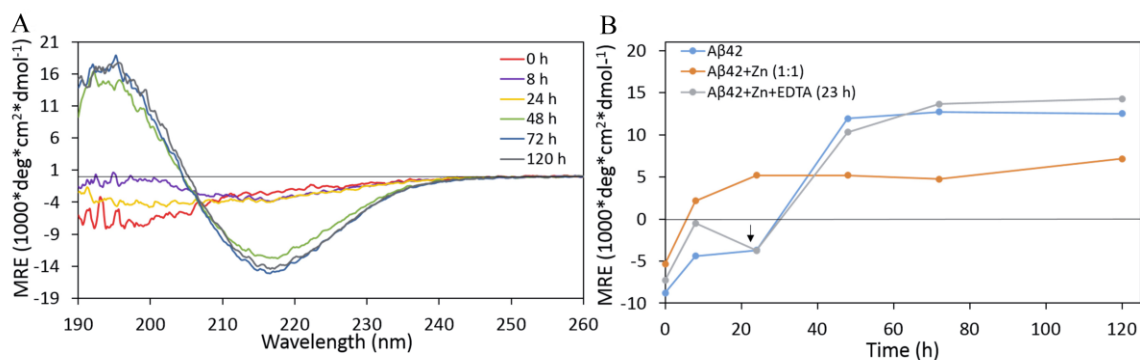 A
MRE (1000*deg*cm2*dmol-1)
21
16
11
6
1
-4
-9
-14
-19
190 200 210 220 230 240 250 260
Wavelength (nm)
0 h
8 h
24 h
48 h
72 h
120 h
B
MRE (1000*deg*cm2*dmol-1)
20
15
10
5
0
-5
-10
0 20 40 60 80 100 120
Time (h)
Aβ42
Aβ42+Zn (1:1)
Aβ42+Zn+EDTA (23 h)